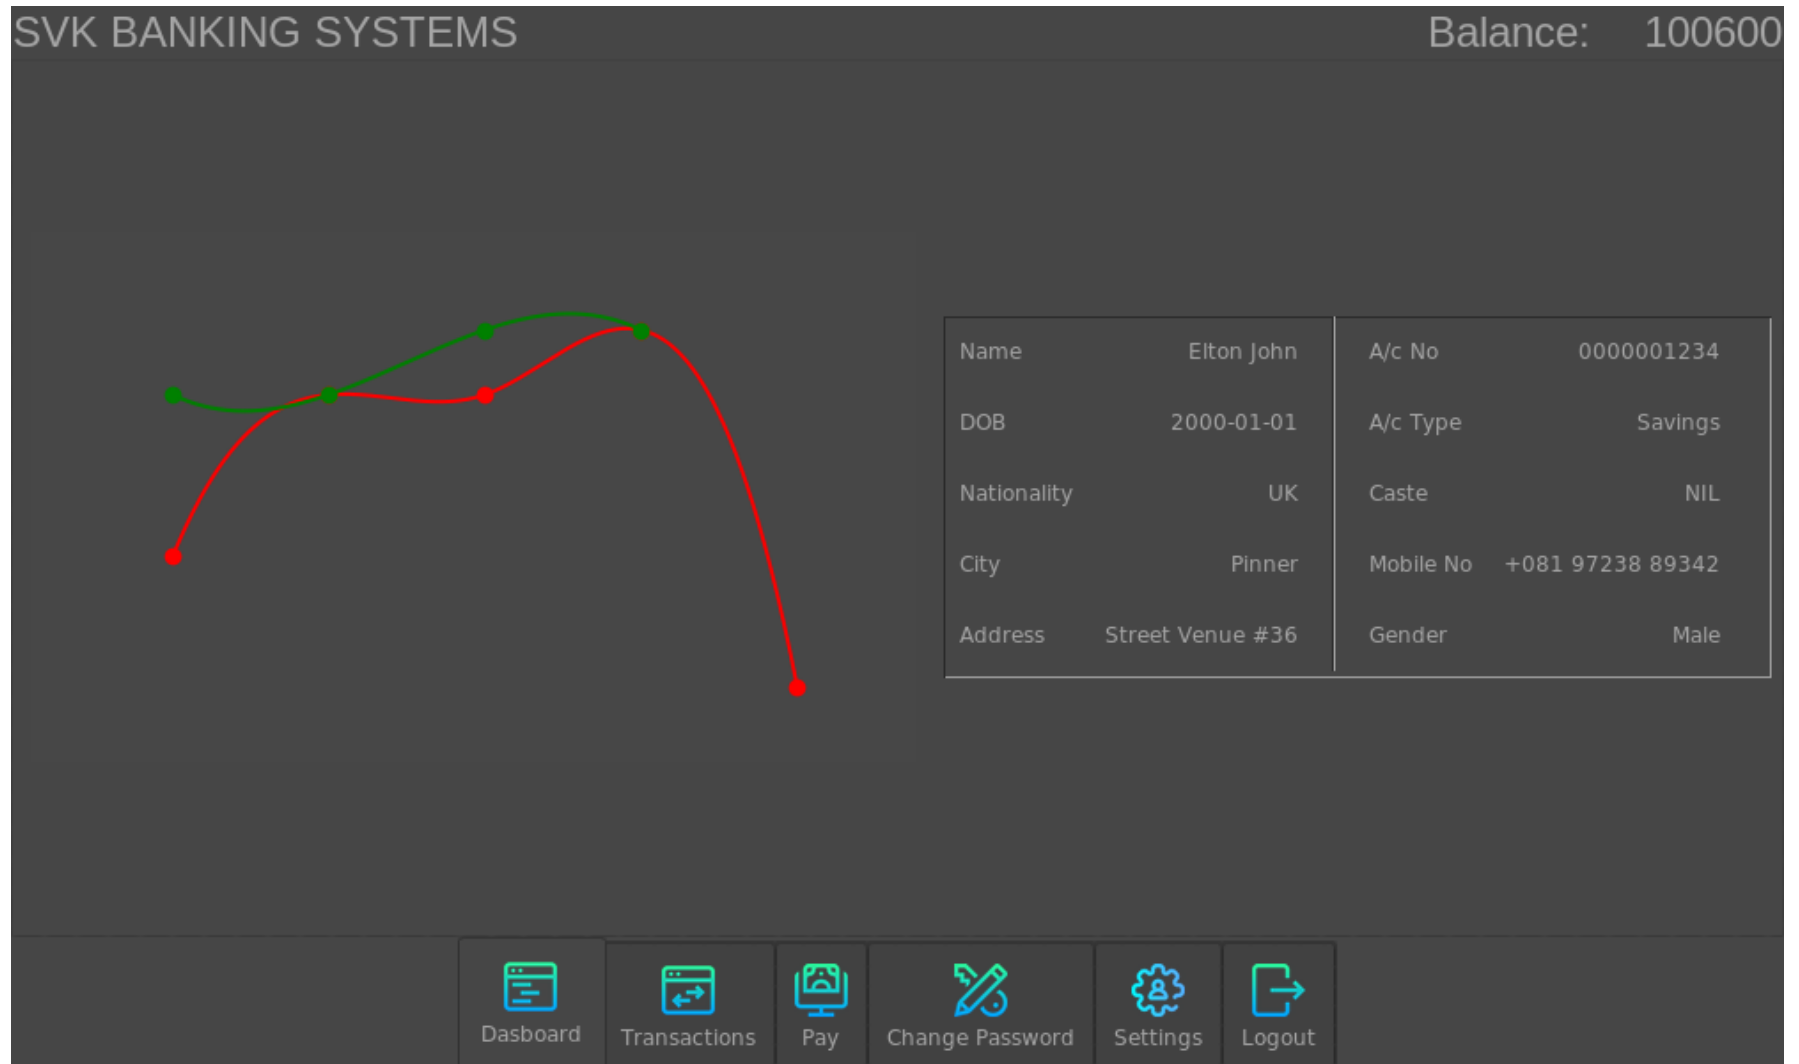 SVK BANKING SYSTEMS
Balance: 100600
Name Elton John
DOB 2000-01-01
Nationality UK
City Pinner
Address Street Venue #36
A/c No 0000001234
A/c Type Savings
Caste NIL
Mobile No +081 97238 89342
Gender Male
Dasboard
Transactions
Pay
Change Password
Settings
Logout